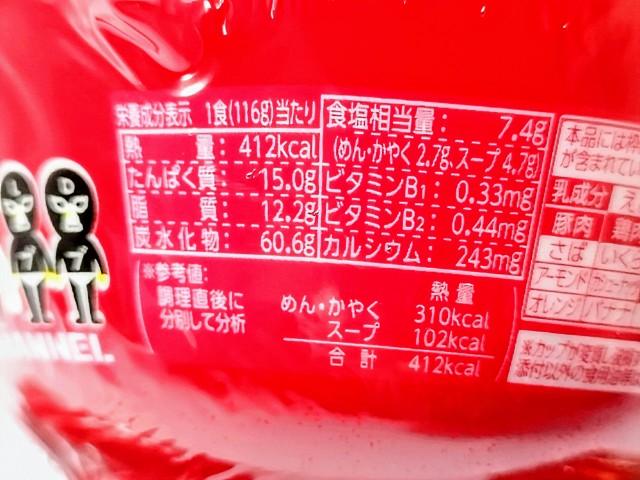 栄養成分表示 1食(116g)当たり
熱量: 412kcal
たんぱく質: 15.0g
脂質: 12.2g
炭水化物: 60.6g
食塩相当量: 7.4g
(めん・かやく 2.7g、スープ 4.7g)
ビタミンB1: 0.33mg
ビタミンB2: 0.44mg
カルシウム: 243mg
※参考値:
調理直後に
分別して分析
熱量
めん・かやく 310kcal
スープ 102kcal
合計 412kcal
本品には
が含まれてい
乳成分
豚肉
さば いく
アーモンド
オレンジ バナナ
※カップが変更し
L D